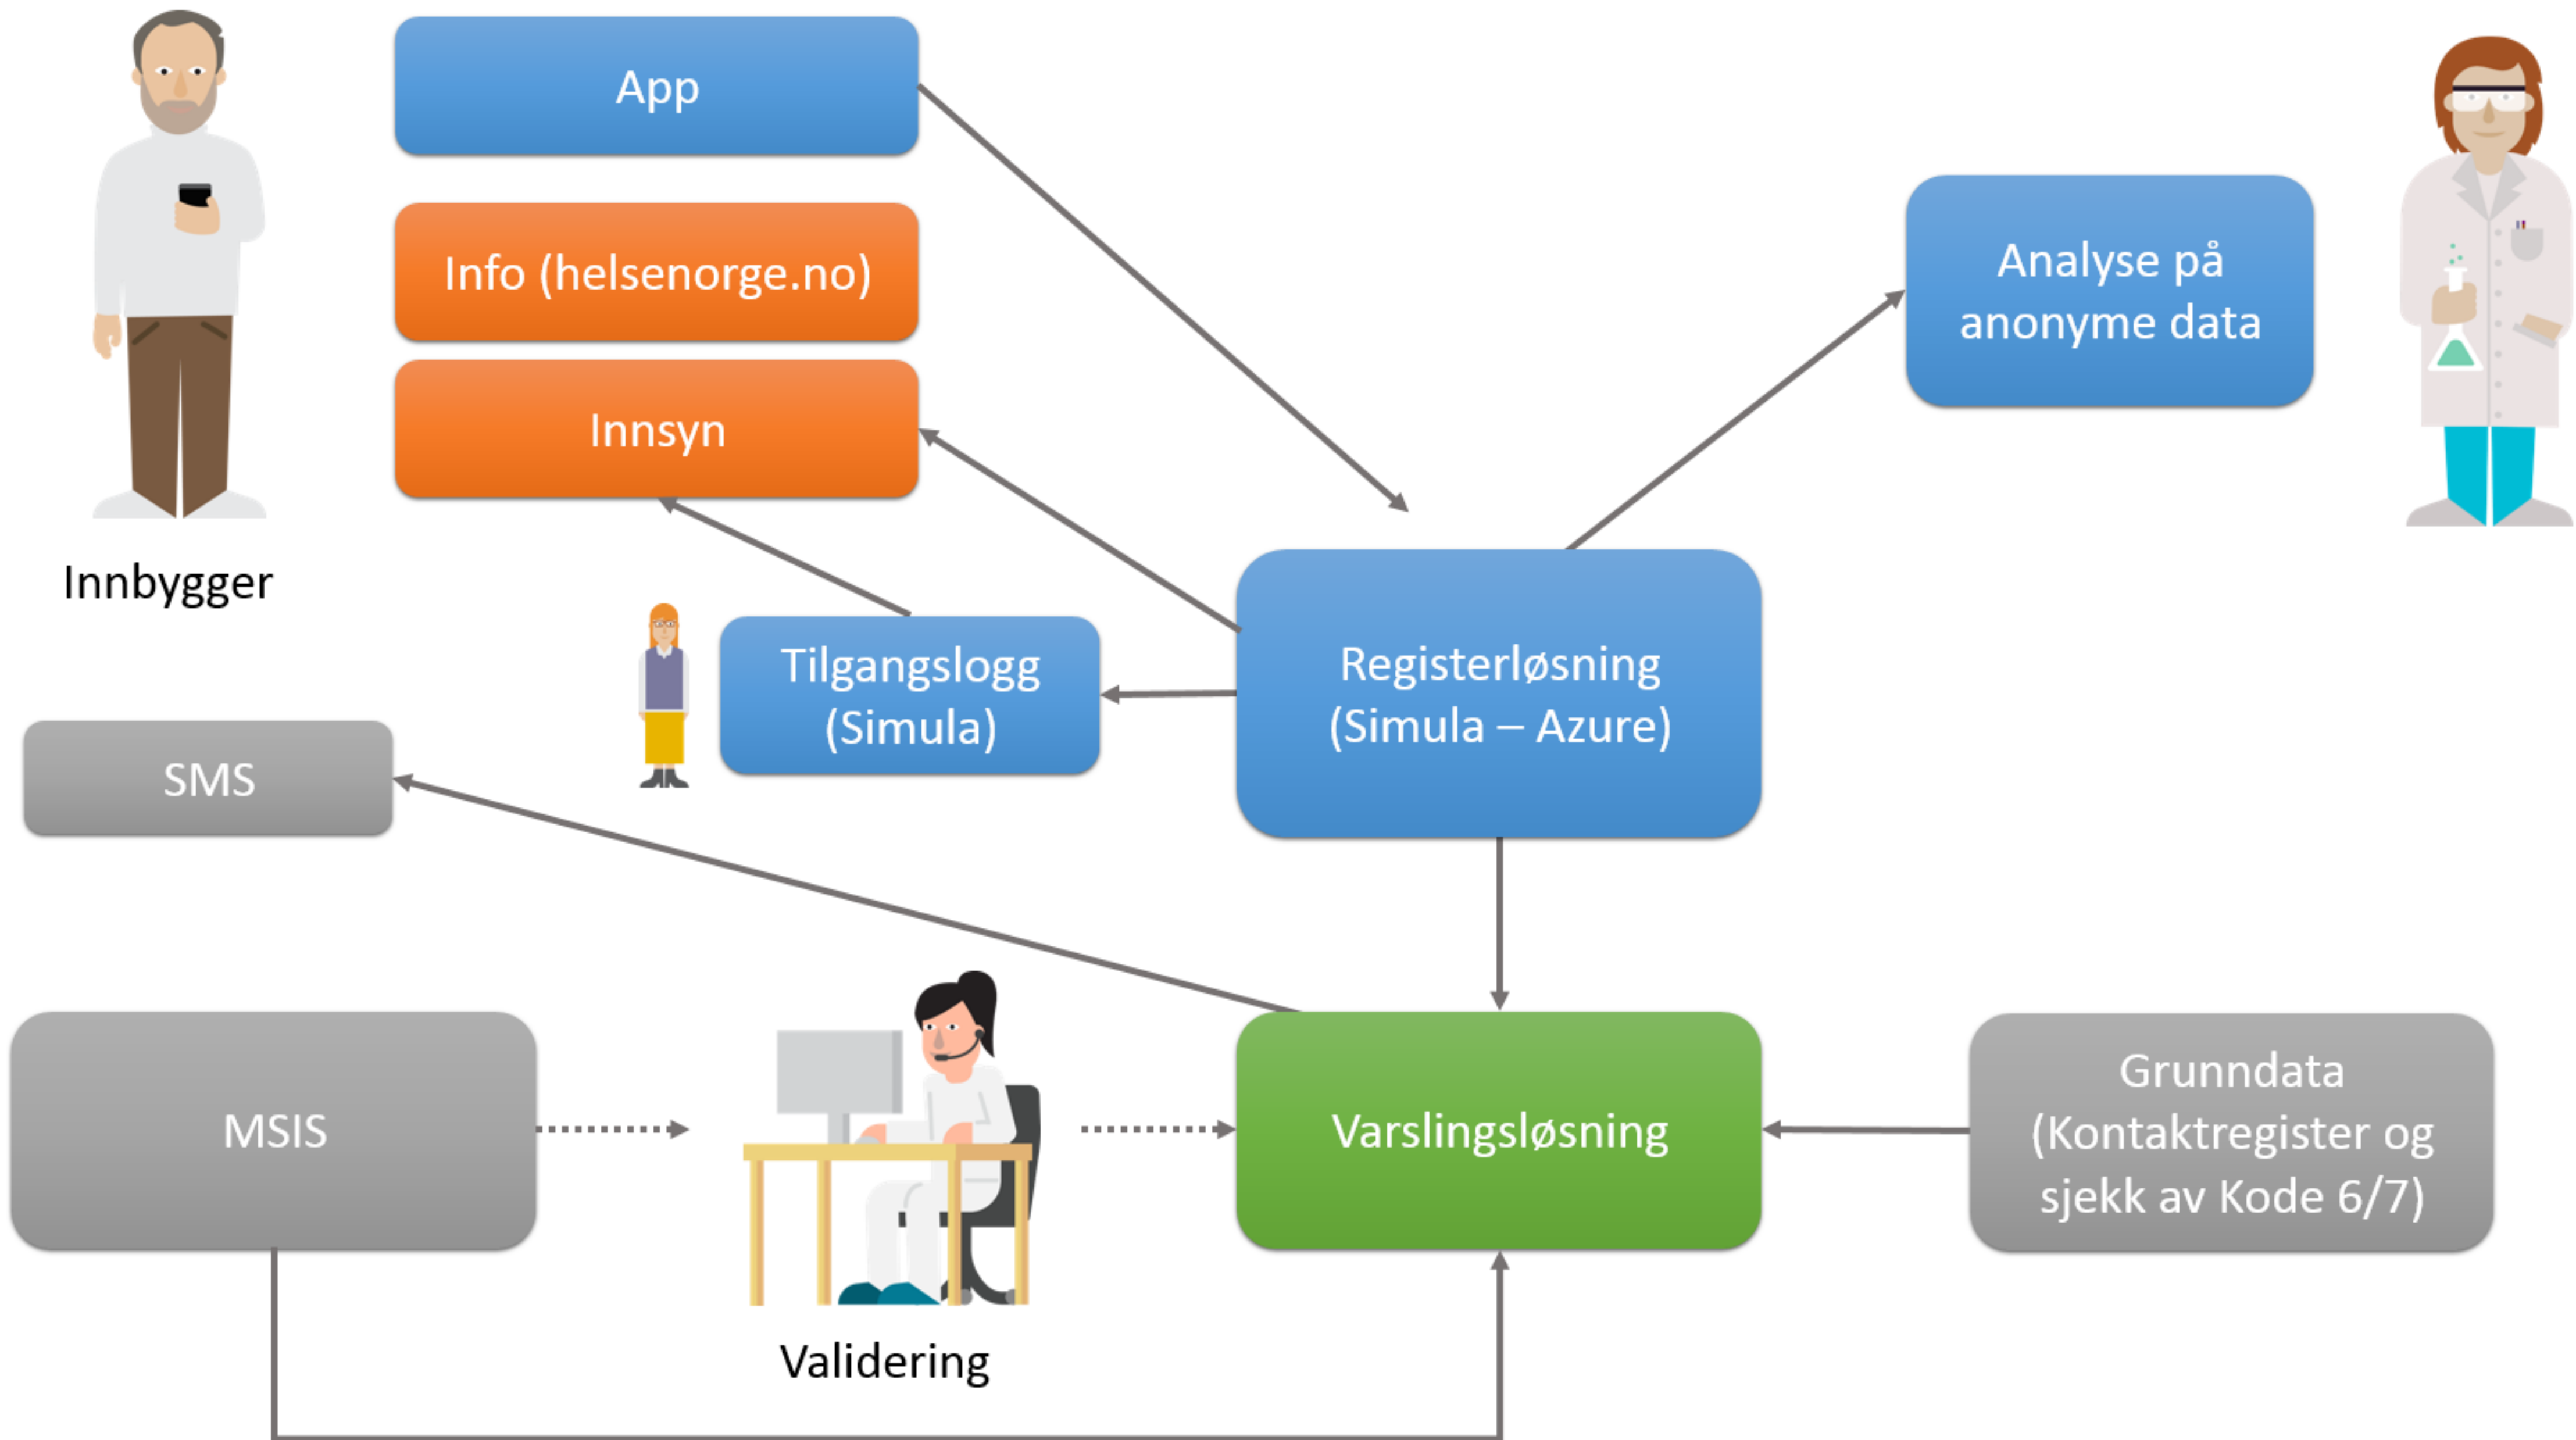 App
Info (helsenorge.no)
Innsyn
Analyse på
anonyme data
Innbygger
Tilgangslogg
(Simula)
Registerløsning
(Simula – Azure)
SMS
MSIS
Validering
Varslingsløsning
Grunndata
(Kontaktregister og
sjekk av Kode 6/7)